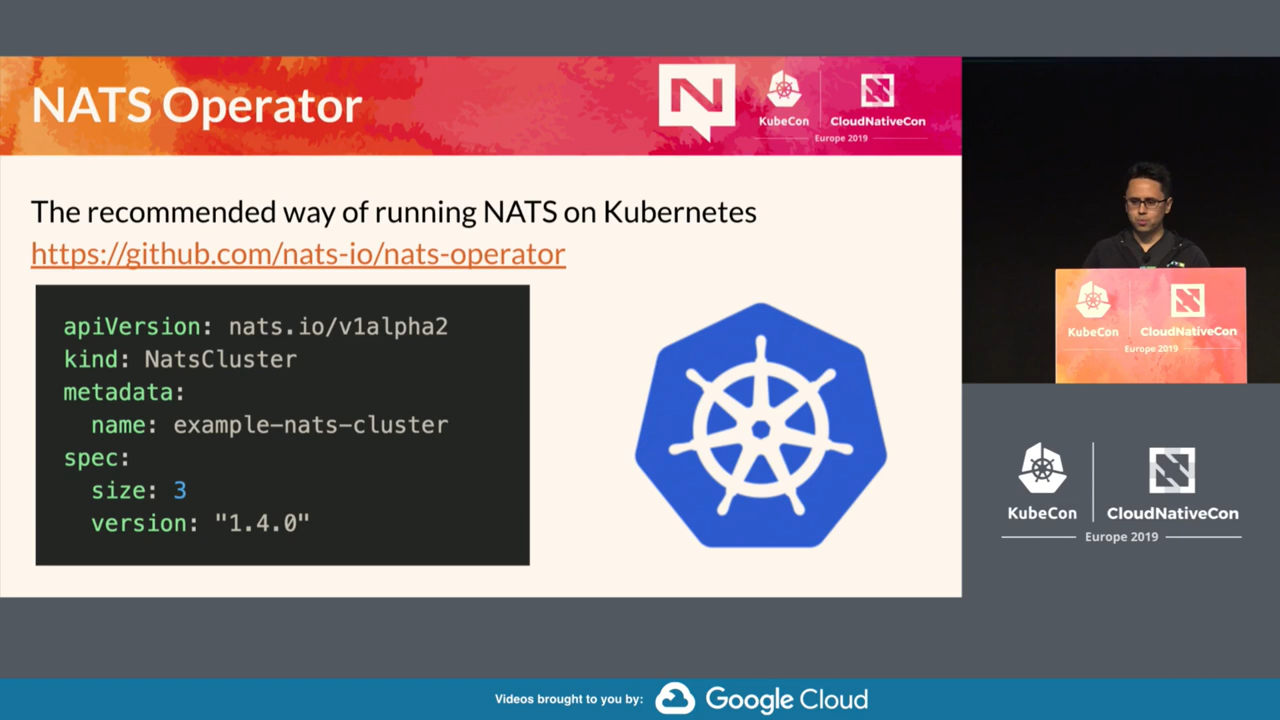 NATS Operator
N
KubeCon
CloudNativeCon
Europe 2019
The recommended way of running NATS on Kubernetes
https://github.com/nats-io/nats-operator
apiVersion: nats.io/v1alpha2
kind: NatsCluster
metadata:
  name: example-nats-cluster
spec:
  size: 3
  version: "1.4.0"
KubeCon
CloudNativeCon
Europe 2019
KubeCon
CloudNativeCon
Europe 2019
Videos brought to you by: Google Cloud